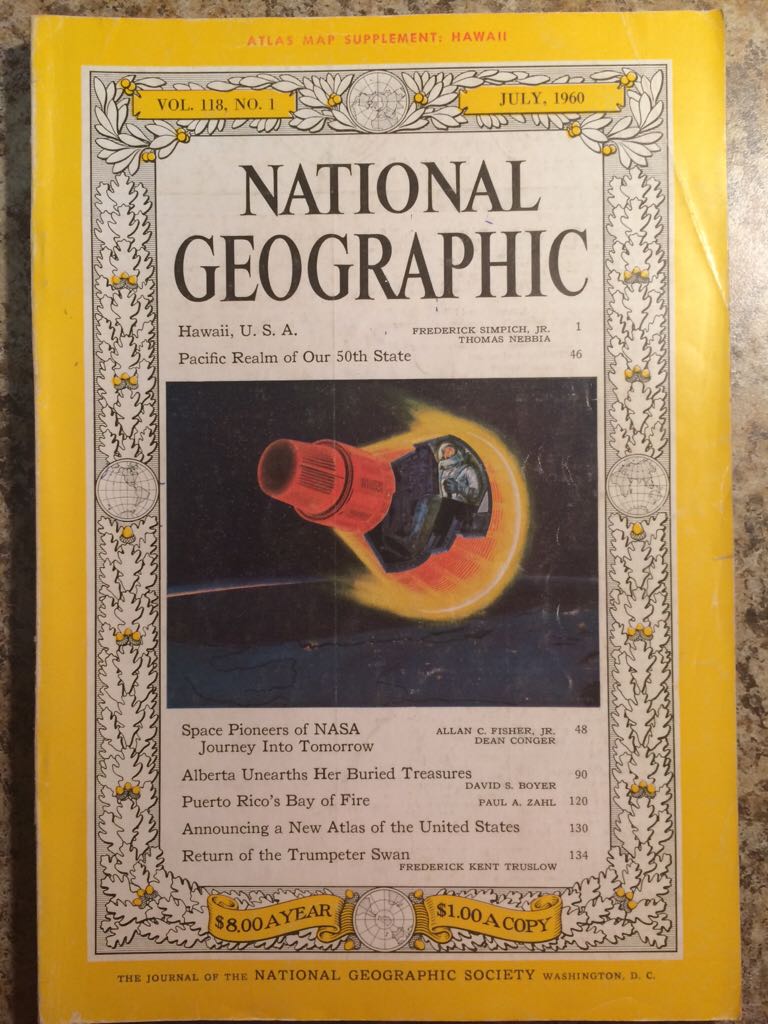 ATLAS MAP SUPPLEMENT: HAWAII
VOL. 118, NO. 1
JULY, 1960
NATIONAL
GEOGRAPHIC
Hawaii, U. S. A. FREDERICK SIMPICH, JR. 1
THOMAS NEBBIA
Pacific Realm of Our 50th State 46
Space Pioneers of NASA ALLAN C. FISHER, JR. 48
Journey Into Tomorrow DEAN CONGER
Alberta Unearths Her Buried Treasures 90
DAVID S. BOYER
Puerto Rico's Bay of Fire PAUL A. ZAHL 120
Announcing a New Atlas of the United States 130
Return of the Trumpeter Swan 134
FREDERICK KENT TRUSLOW
$8.00 A YEAR
$1.00 A COPY
THE JOURNAL OF THE NATIONAL GEOGRAPHIC SOCIETY WASHINGTON, D. C.